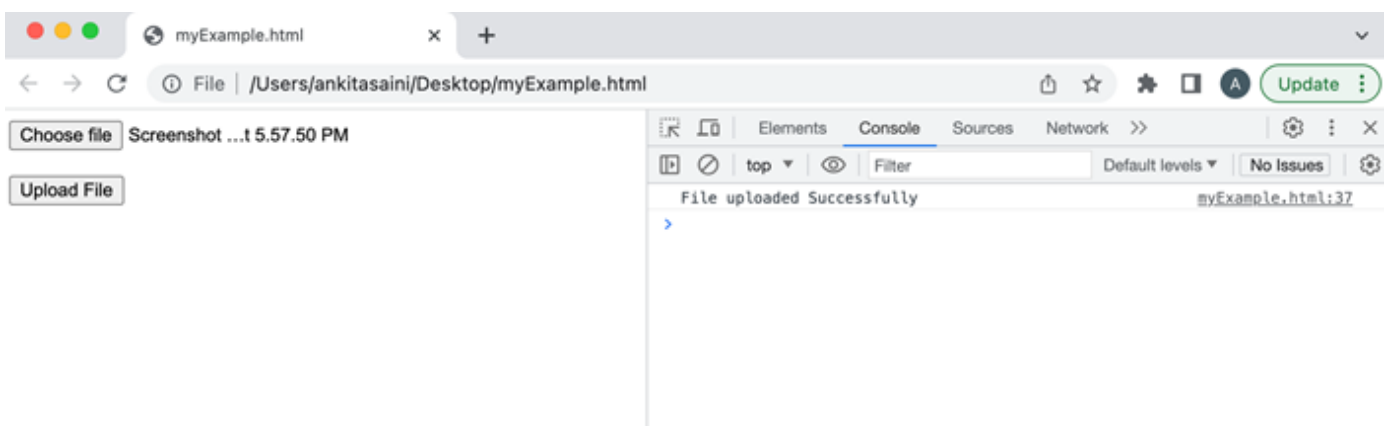 myExample.html
File | /Users/ankitasaini/Desktop/myExample.html A Update
Choose file Screenshot ...t 5.57.50 PM
Upload File
Elements Console Sources Network >>
top Filter Default levels No Issues
File uploaded Successfully myExample.html:37
>